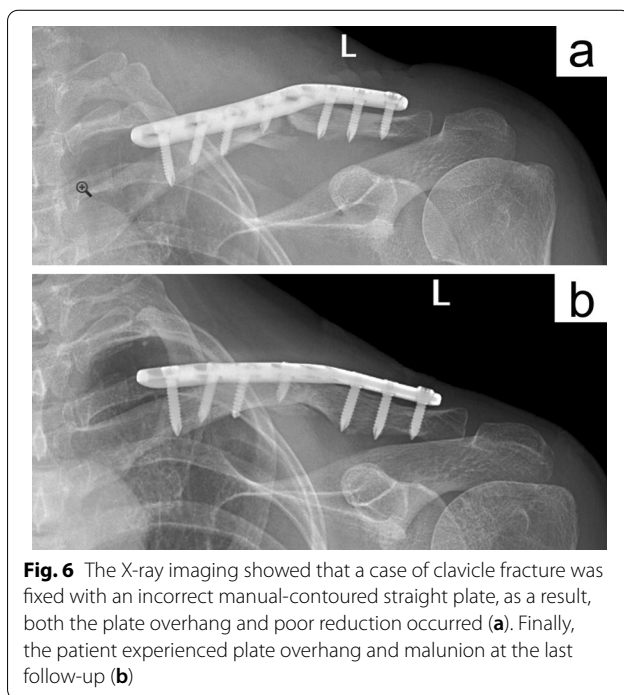 L
a
L
b
Fig. 6 The X-ray imaging showed that a case of clavicle fracture was
fixed with an incorrect manual-contoured straight plate, as a result,
both the plate overhang and poor reduction occurred (a). Finally,
the patient experienced plate overhang and malunion at the last
follow-up (b)